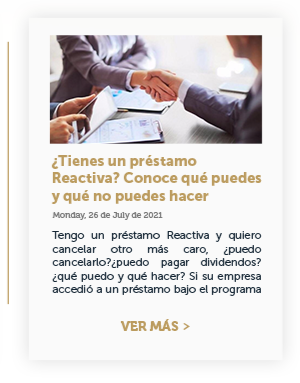 ¿Tienes un préstamo
Reactiva? Conoce qué puedes
y qué no puedes hacer
Monday, 26 de July de 2021
Tengo un préstamo Reactiva y quiero
cancelar otro más caro, ¿puedo
cancelarlo?¿puedo pagar dividendos?
¿qué puedo y qué hacer? Si su empresa
accedió a un préstamo bajo el programa
VER MÁS >